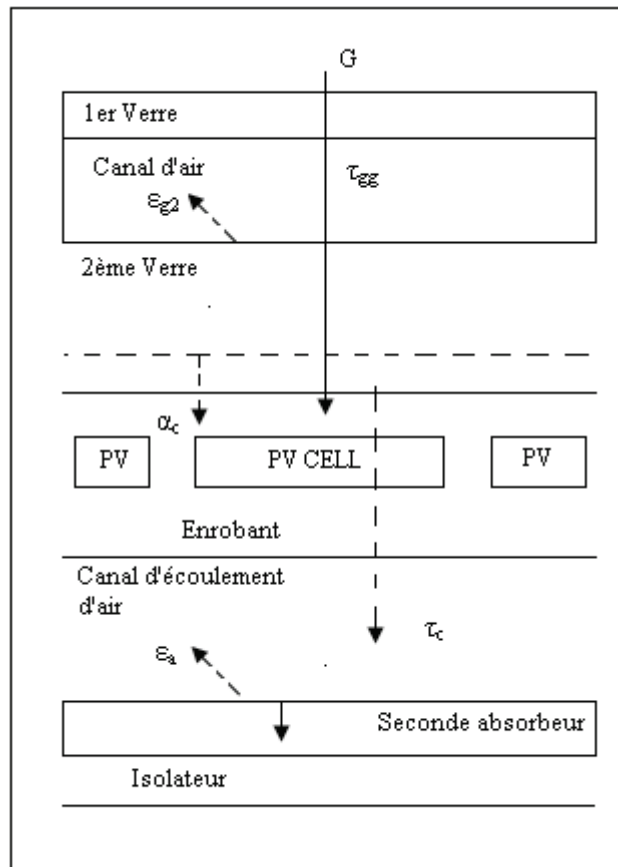 G
1er Verre
Canal d'air
τgg
εg2
2ème Verre
αc
PV
PV CELL
PV
Enrobant
Canal d'écoulement
d'air
τc
εa
Seconde absorbeur
Isolateur